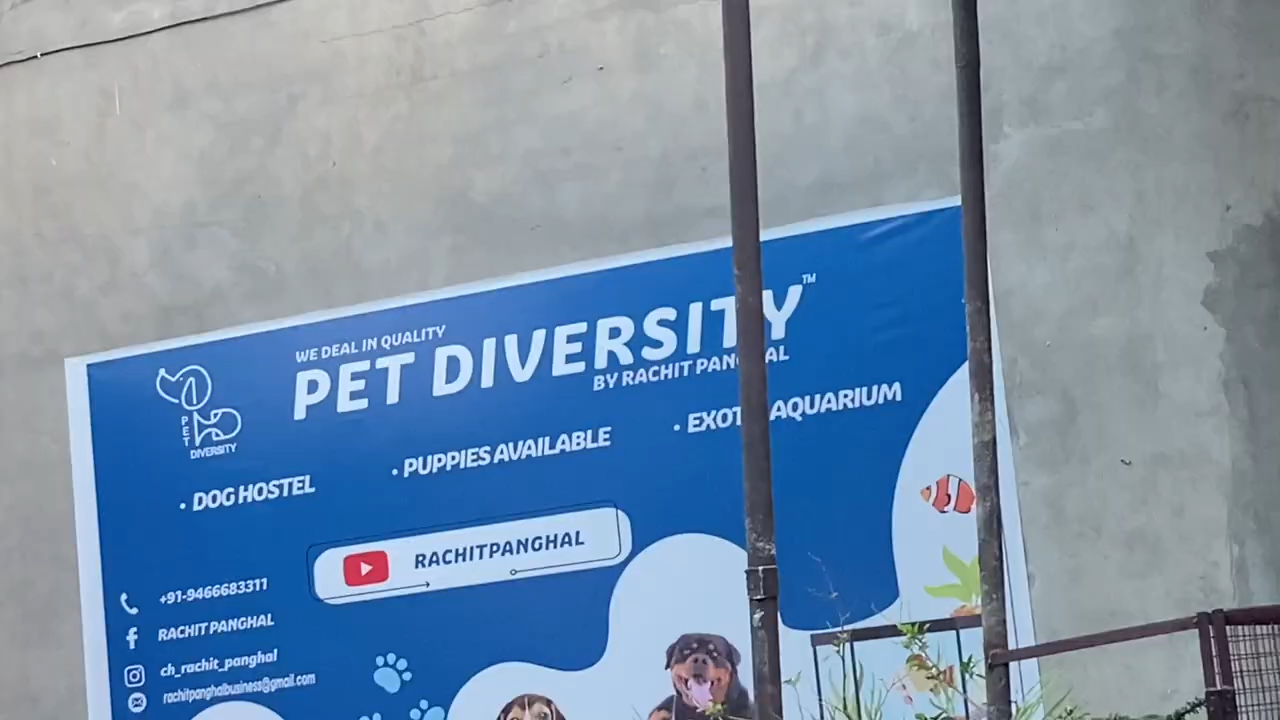 WE DEAL IN QUALITY
PET DIVERSITY™
BY RACHIT PANGHAL
PET
DIVERSITY
• DOG HOSTEL
• PUPPIES AVAILABLE
• EXOTIC AQUARIUM
RACHITPANGHAL
+91-9466683311
RACHIT PANGHAL
ch_rachit_panghal
rachitpanghalbusiness@gmail.com